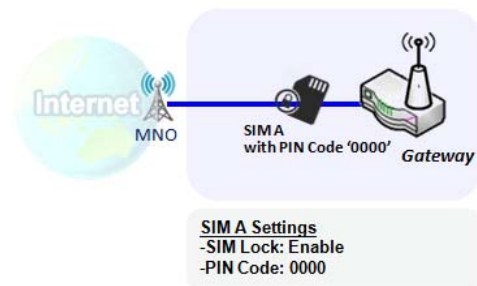 Internet
MNO
SIM A
with PIN Code ‘0000’
Gateway
SIM A Settings
-SIM Lock: Enable
-PIN Code: 0000